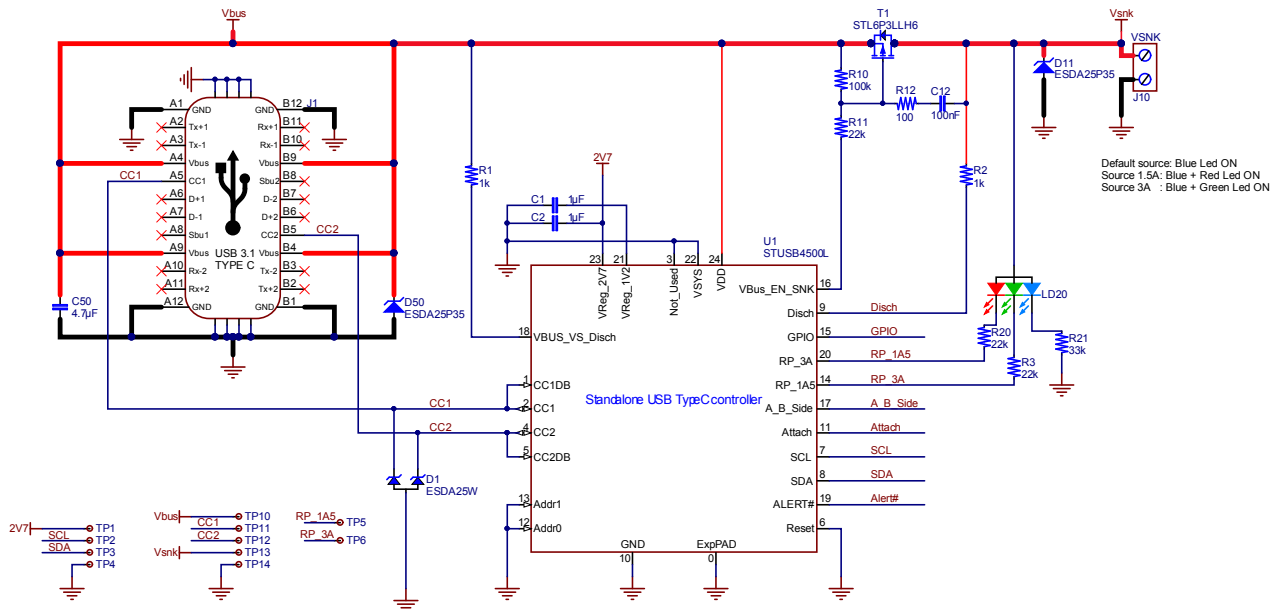 Vbus
T1
STL6P3LLH6
Vsnk
VSNK
J10
D11
ESDA25P35
R10
100k
R12
100
C12
100nF
R11
22k
R2
1k
R1
1k
Default source: Blue Led ON
Source 1.5A: Blue + Red Led ON
Source 3A : Blue + Green Led ON
J1
A1 GND GND B12
A2 Tx+1 Rx+1 B11
A3 Tx-1 Rx-1 B10
A4 Vbus Vbus B9
CC1 A5 CC1 Sbu2 B8
A6 D+1 D-2 B7
A7 D-1 D+2 B6
A8 Sbu1 CC2 B5 CC2
A9 Vbus Vbus B4
A10 Rx-2 Tx-2 B3
A11 Rx+2 Tx+2 B2
A12 GND GND B1
USB 3.1
TYPE C
C50
4.7µF
D50
ESDA25P35
2V7
C1 1µF
C2 1µF
U1
STUSB4500L
23 21 3 22 24
VReg_2V7
VReg_1V2
Not_Used
VSYS
VDD
VBus_EN_SNK 16
Disch 9 Disch
GPIO 15 GPIO
18 VBUS_VS_Disch
RP_3A 20 RP_1A5
1 CC1DB
RP_1A5 14 RP_3A
Standalone USB TypeC controller
CC1 2 CC1
A_B_Side 17 A_B_Side
CC2 4 CC2
Attach 11 Attach
5 CC2DB
SCL 7 SCL
SDA 8 SDA
13 Addr1
ALERT# 19 Alert#
12 Addr0
Reset 6
GND
10
ExpPAD
0
LD20
R20
22k
R3
22k
R21
33k
D1
ESDA25W
2V7 TP1
SCL TP2
SDA TP3
TP4
Vbus TP10
CC1 TP11
CC2 TP12
Vsnk TP13
TP14
RP_1A5 TP5
RP_3A TP6